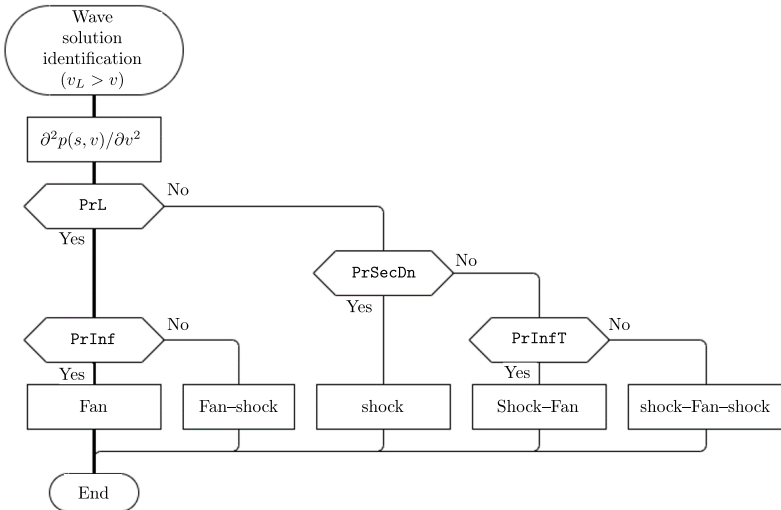 Wave
solution
identification
(v_L > v)
∂²p(s, v)/∂v²
PrL
No
Yes
PrSecDn
No
Yes
PrInf
No
Yes
PrInfT
No
Yes
Fan
Fan–shock
shock
Shock–Fan
shock–Fan–shock
End